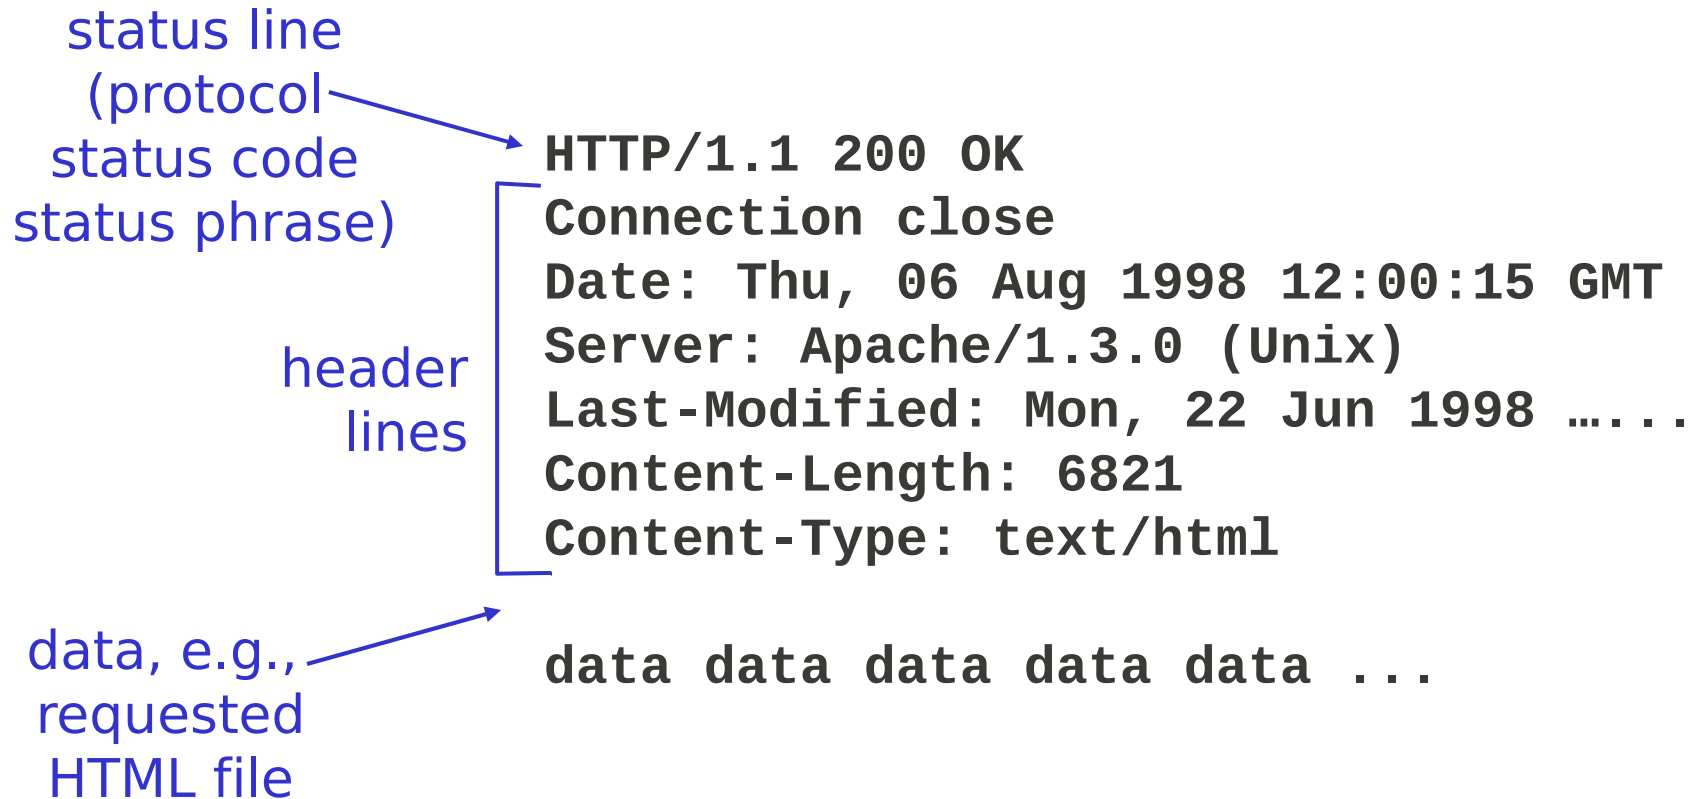 status line
(protocol
status code
status phrase)
HTTP/1.1 200 OK
Connection close
Date: Thu, 06 Aug 1998 12:00:15 GMT
Server: Apache/1.3.0 (Unix)
Last-Modified: Mon, 22 Jun 1998 …...
Content-Length: 6821
Content-Type: text/html
header
lines
data, e.g.,
requested
HTML file
data data data data data ...